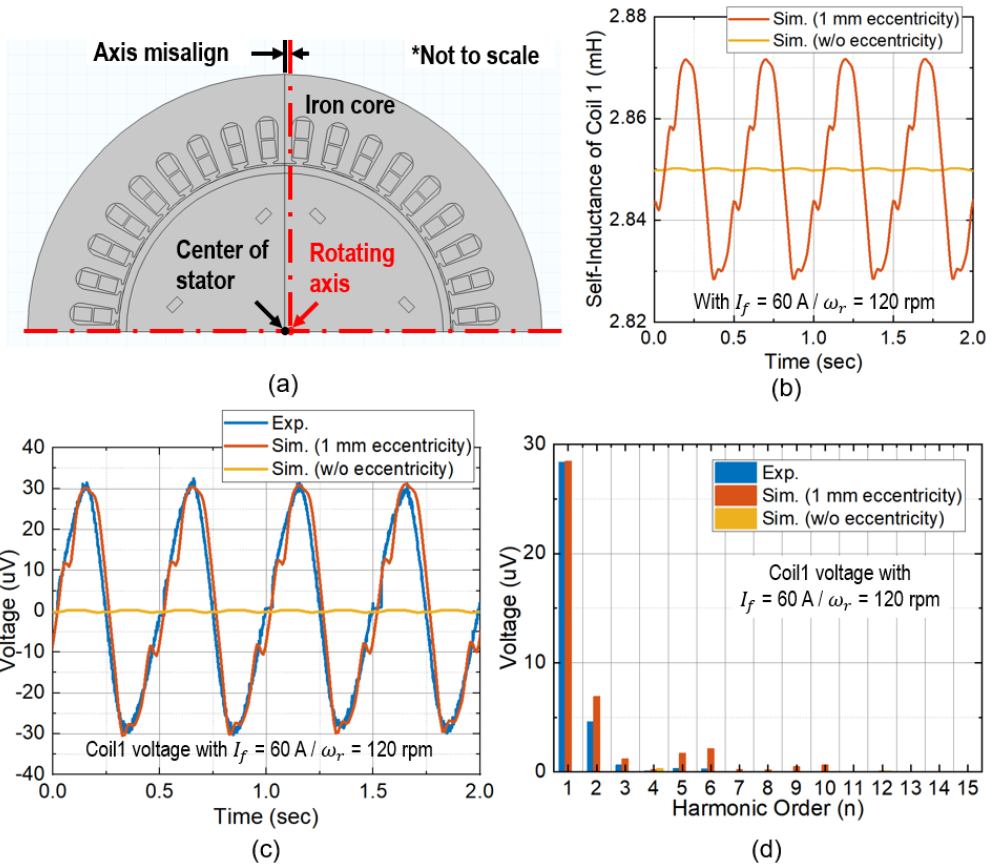 Axis misalign
*Not to scale
Iron core
Center of
stator
Rotating
axis
(a)
2.88
2.86
2.84
2.82
Self-Inductance of Coil 1 (mH)
Sim. (1 mm eccentricity)
Sim. (w/o eccentricity)
With I_f = 60 A / ω_r = 120 rpm
0.0 0.5 1.0 1.5 2.0
Time (sec)
(b)
Exp.
Sim. (1 mm eccentricity)
Sim. (w/o eccentricity)
40
30
20
10
0
-10
-20
-30
-40
Voltage (uV)
Coil1 voltage with I_f = 60 A / ω_r = 120 rpm
0.0 0.5 1.0 1.5 2.0
Time (sec)
(c)
30
20
10
0
Voltage (uV)
Exp.
Sim. (1 mm eccentricity)
Sim. (w/o eccentricity)
Coil1 voltage with
I_f = 60 A / ω_r = 120 rpm
1 2 3 4 5 6 7 8 9 10 11 12 13 14 15
Harmonic Order (n)
(d)